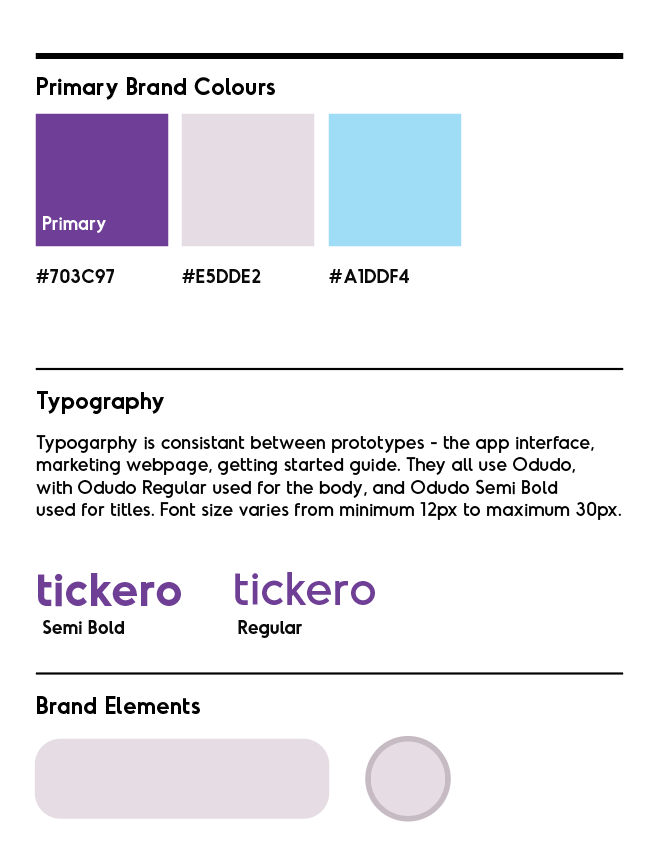 Primary Brand Colours
Primary
#703C97
#E5DDE2
#A1DDF4
Typography
Typogarphy is consistant between prototypes - the app interface,
marketing webpage, getting started guide. They all use Odudo,
with Odudo Regular used for the body, and Odudo Semi Bold
used for titles. Font size varies from minimum 12px to maximum 30px.
tickero
tickero
Semi Bold
Regular
Brand Elements